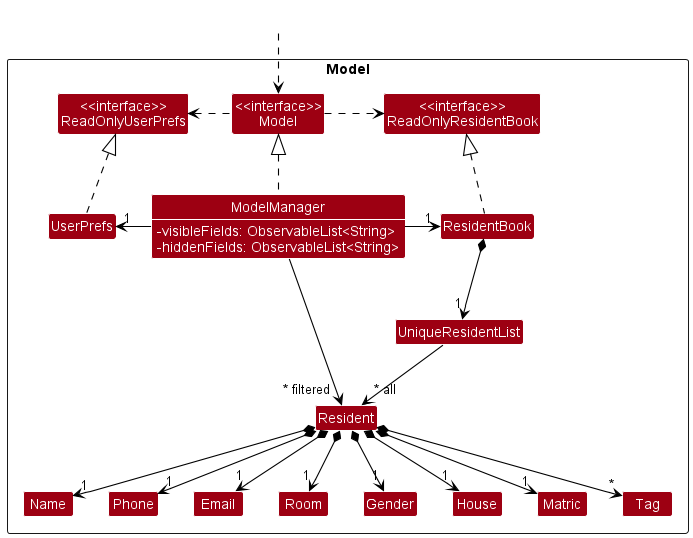 Model
<<interface>>
ReadOnlyUserPrefs
<<interface>>
Model
<<interface>>
ReadOnlyResidentBook
ModelManager
-visibleFields: ObservableList<String>
-hiddenFields: ObservableList<String>
UserPrefs
1
1
ResidentBook
1
UniqueResidentList
* filtered
* all
Resident
1
1
1
1
1
1
1
*
Name
Phone
Email
Room
Gender
House
Matric
Tag